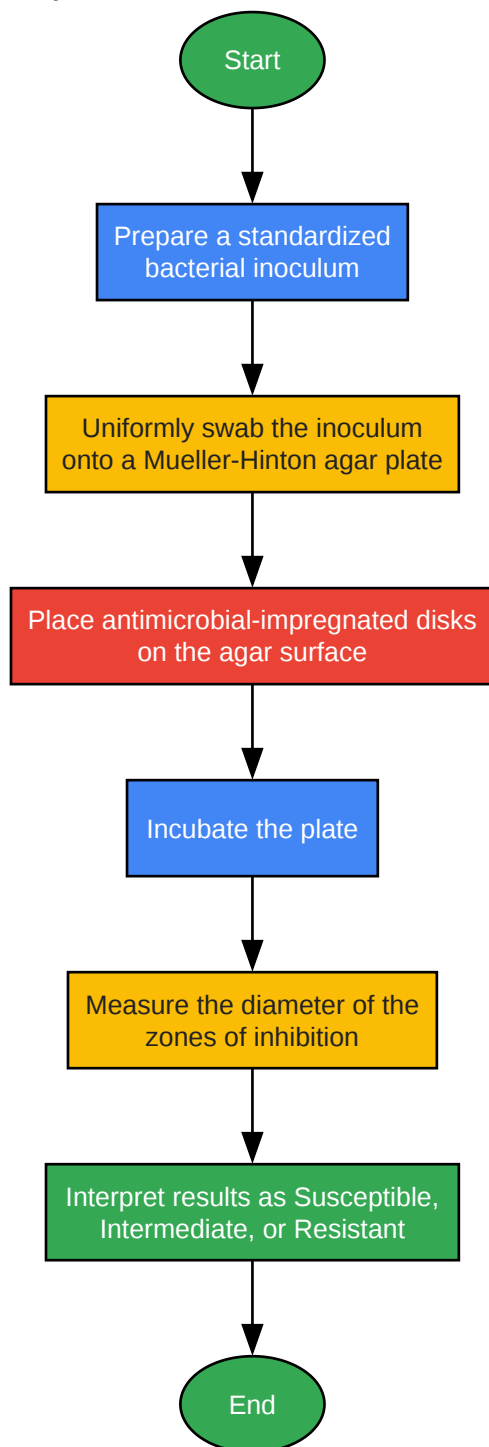 Start
Prepare a standardized
bacterial inoculum
Uniformly swab the inoculum
onto a Mueller-Hinton agar plate
Place antimicrobial-impregnated disks
on the agar surface
Incubate the plate
Measure the diameter of the
zones of inhibition
Interpret results as Susceptible,
Intermediate, or Resistant
End